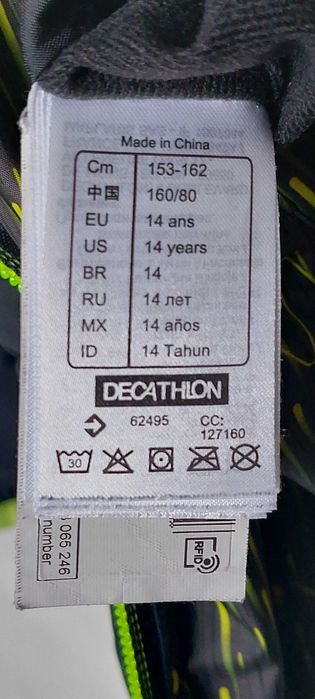 Made in China
Cm 153-162
中国 160/80
EU 14 ans
US 14 years
BR 14
RU 14 лет
MX 14 años
ID 14 Tahun
DECATHLON
62495 CC:
127160
30
065 246
number
RFID